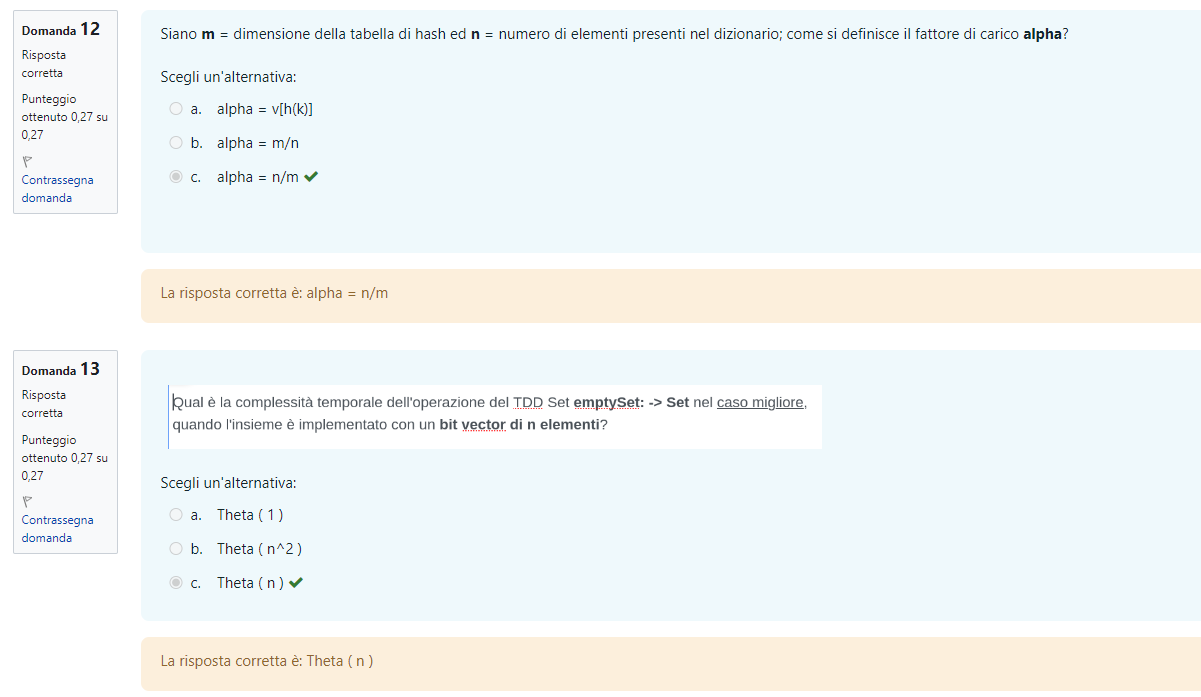 Domanda 12
Risposta
corretta
Punteggio
ottenuto 0,27 su
0,27
Contrassegna
domanda
Siano m = dimensione della tabella di hash ed n = numero di elementi presenti nel dizionario; come si definisce il fattore di carico alpha?
Scegli un'alternativa:
a. alpha = v[h(k)]
b. alpha = m/n
c. alpha = n/m
La risposta corretta è: alpha = n/m
Domanda 13
Risposta
corretta
Punteggio
ottenuto 0,27 su
0,27
Contrassegna
domanda
Qual è la complessità temporale dell'operazione del TDD Set emptySet: -> Set nel caso migliore,
quando l'insieme è implementato con un bit vector di n elementi?
Scegli un'alternativa:
a. Theta ( 1 )
b. Theta ( n^2 )
c. Theta ( n )
La risposta corretta è: Theta ( n )